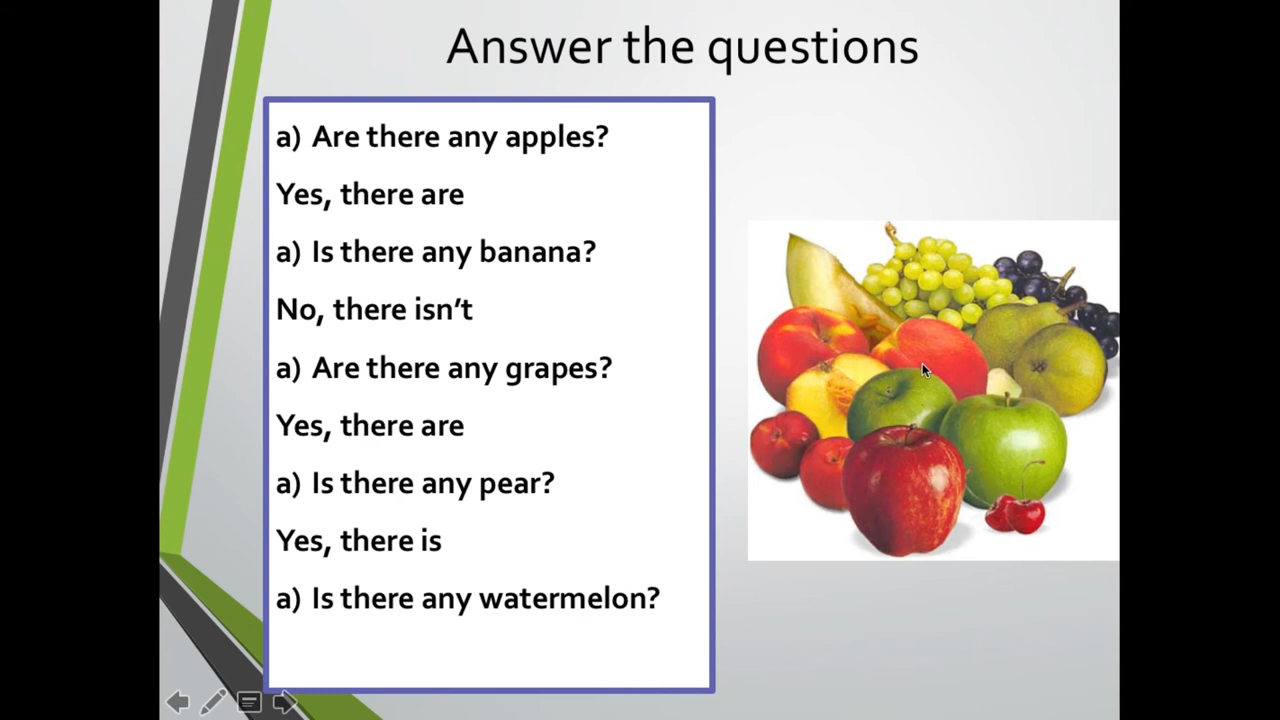 Answer the questions
a) Are there any apples?
Yes, there are
a) Is there any banana?
No, there isn’t
a) Are there any grapes?
Yes, there are
a) Is there any pear?
Yes, there is
a) Is there any watermelon?